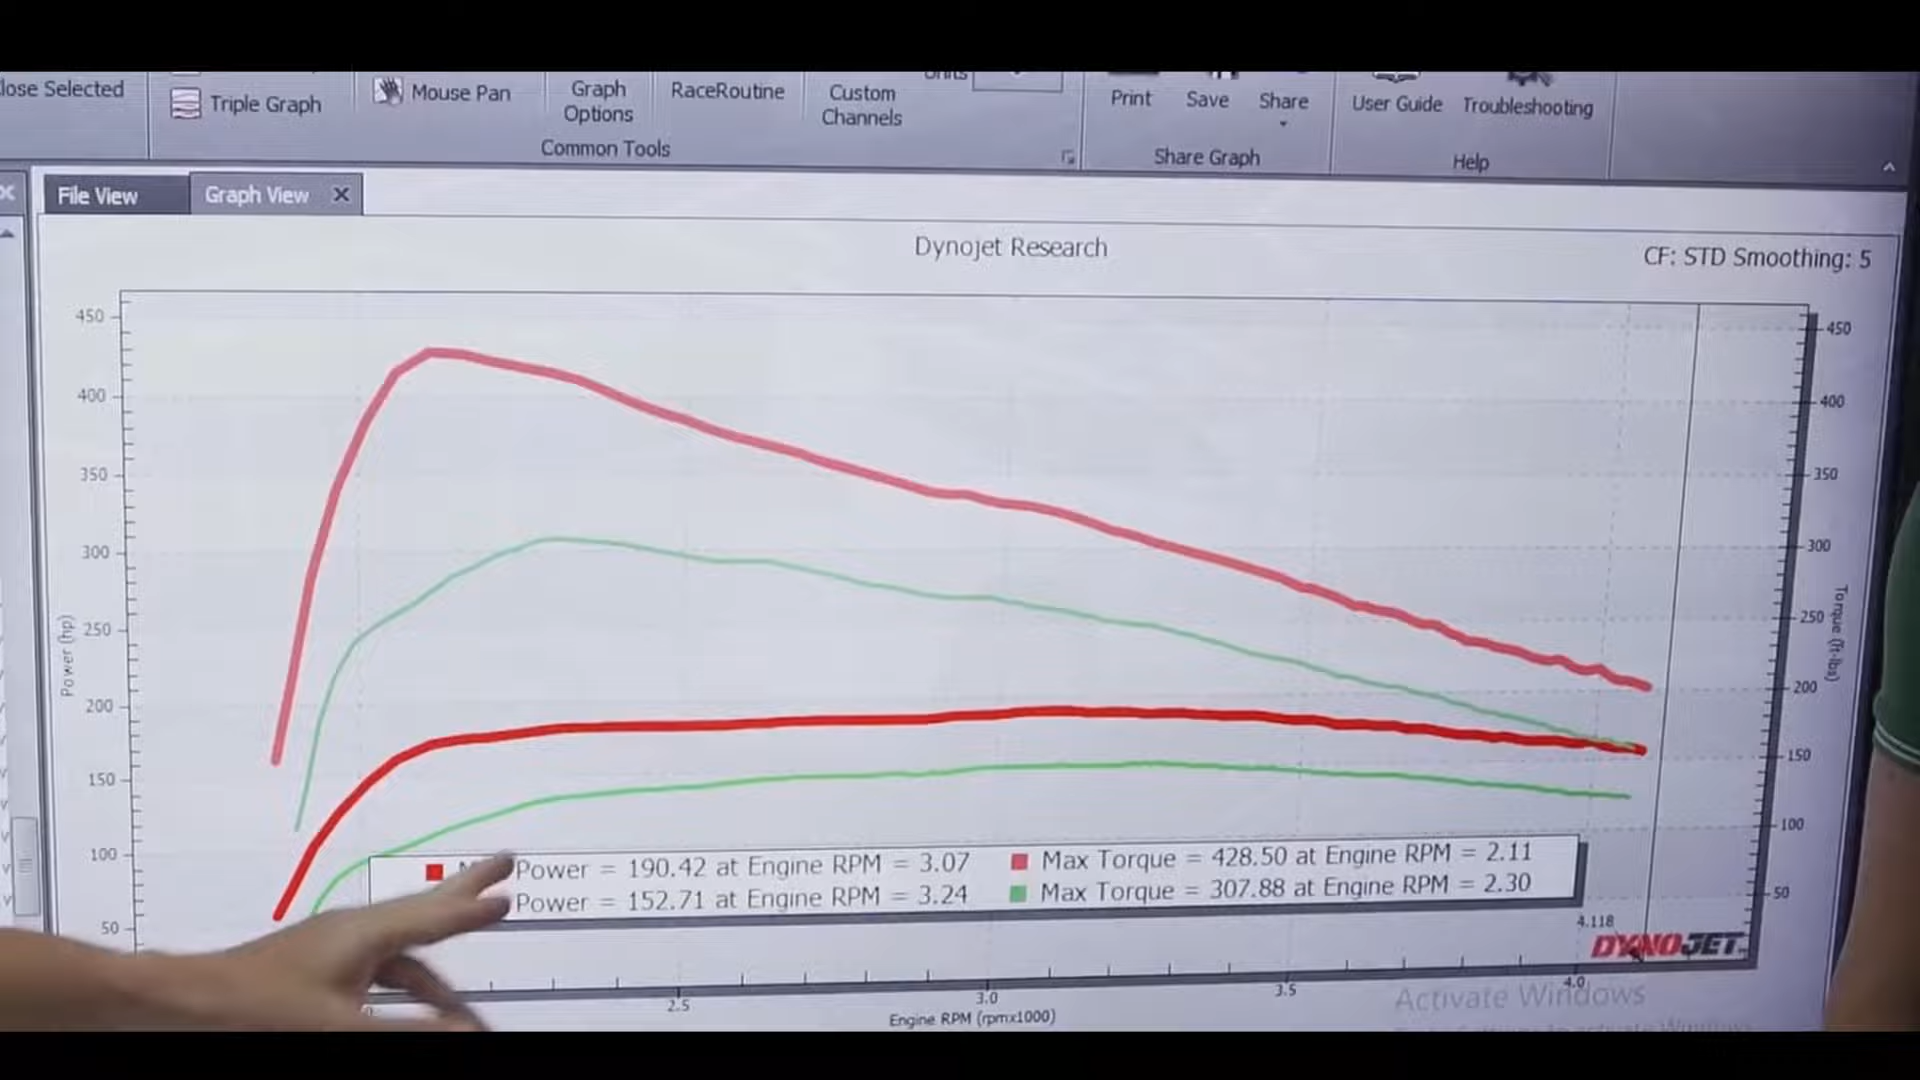 lose Selected
Triple Graph
Mouse Pan
Graph Options
RaceRoutine
Custom Channels
Units
Common Tools
Print
Save
Share
Share Graph
User Guide
Troubleshooting
Help
File View
Graph View
Dynojet Research
CF: STD Smoothing: 5
450
400
350
300
250
200
150
100
50
Power (hp)
450
400
350
300
250
200
150
100
50
Torque (ft-lbs)
Power = 190.42 at Engine RPM = 3.07
Max Torque = 428.50 at Engine RPM = 2.11
Power = 152.71 at Engine RPM = 3.24
Max Torque = 307.88 at Engine RPM = 2.30
4.118
DYNOJET
2.5
3.0
3.5
4.0
Engine RPM (rpmx1000)
Activate Windows